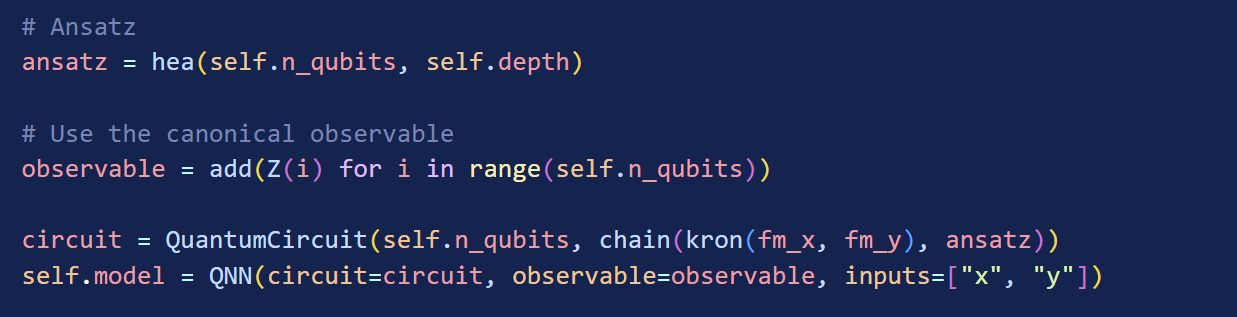 # Ansatz
ansatz = hea(self.n_qubits, self.depth)
# Use the canonical observable
observable = add(Z(i) for i in range(self.n_qubits))
circuit = QuantumCircuit(self.n_qubits, chain(kron(fm_x, fm_y), ansatz))
self.model = QNN(circuit=circuit, observable=observable, inputs=["x", "y"])